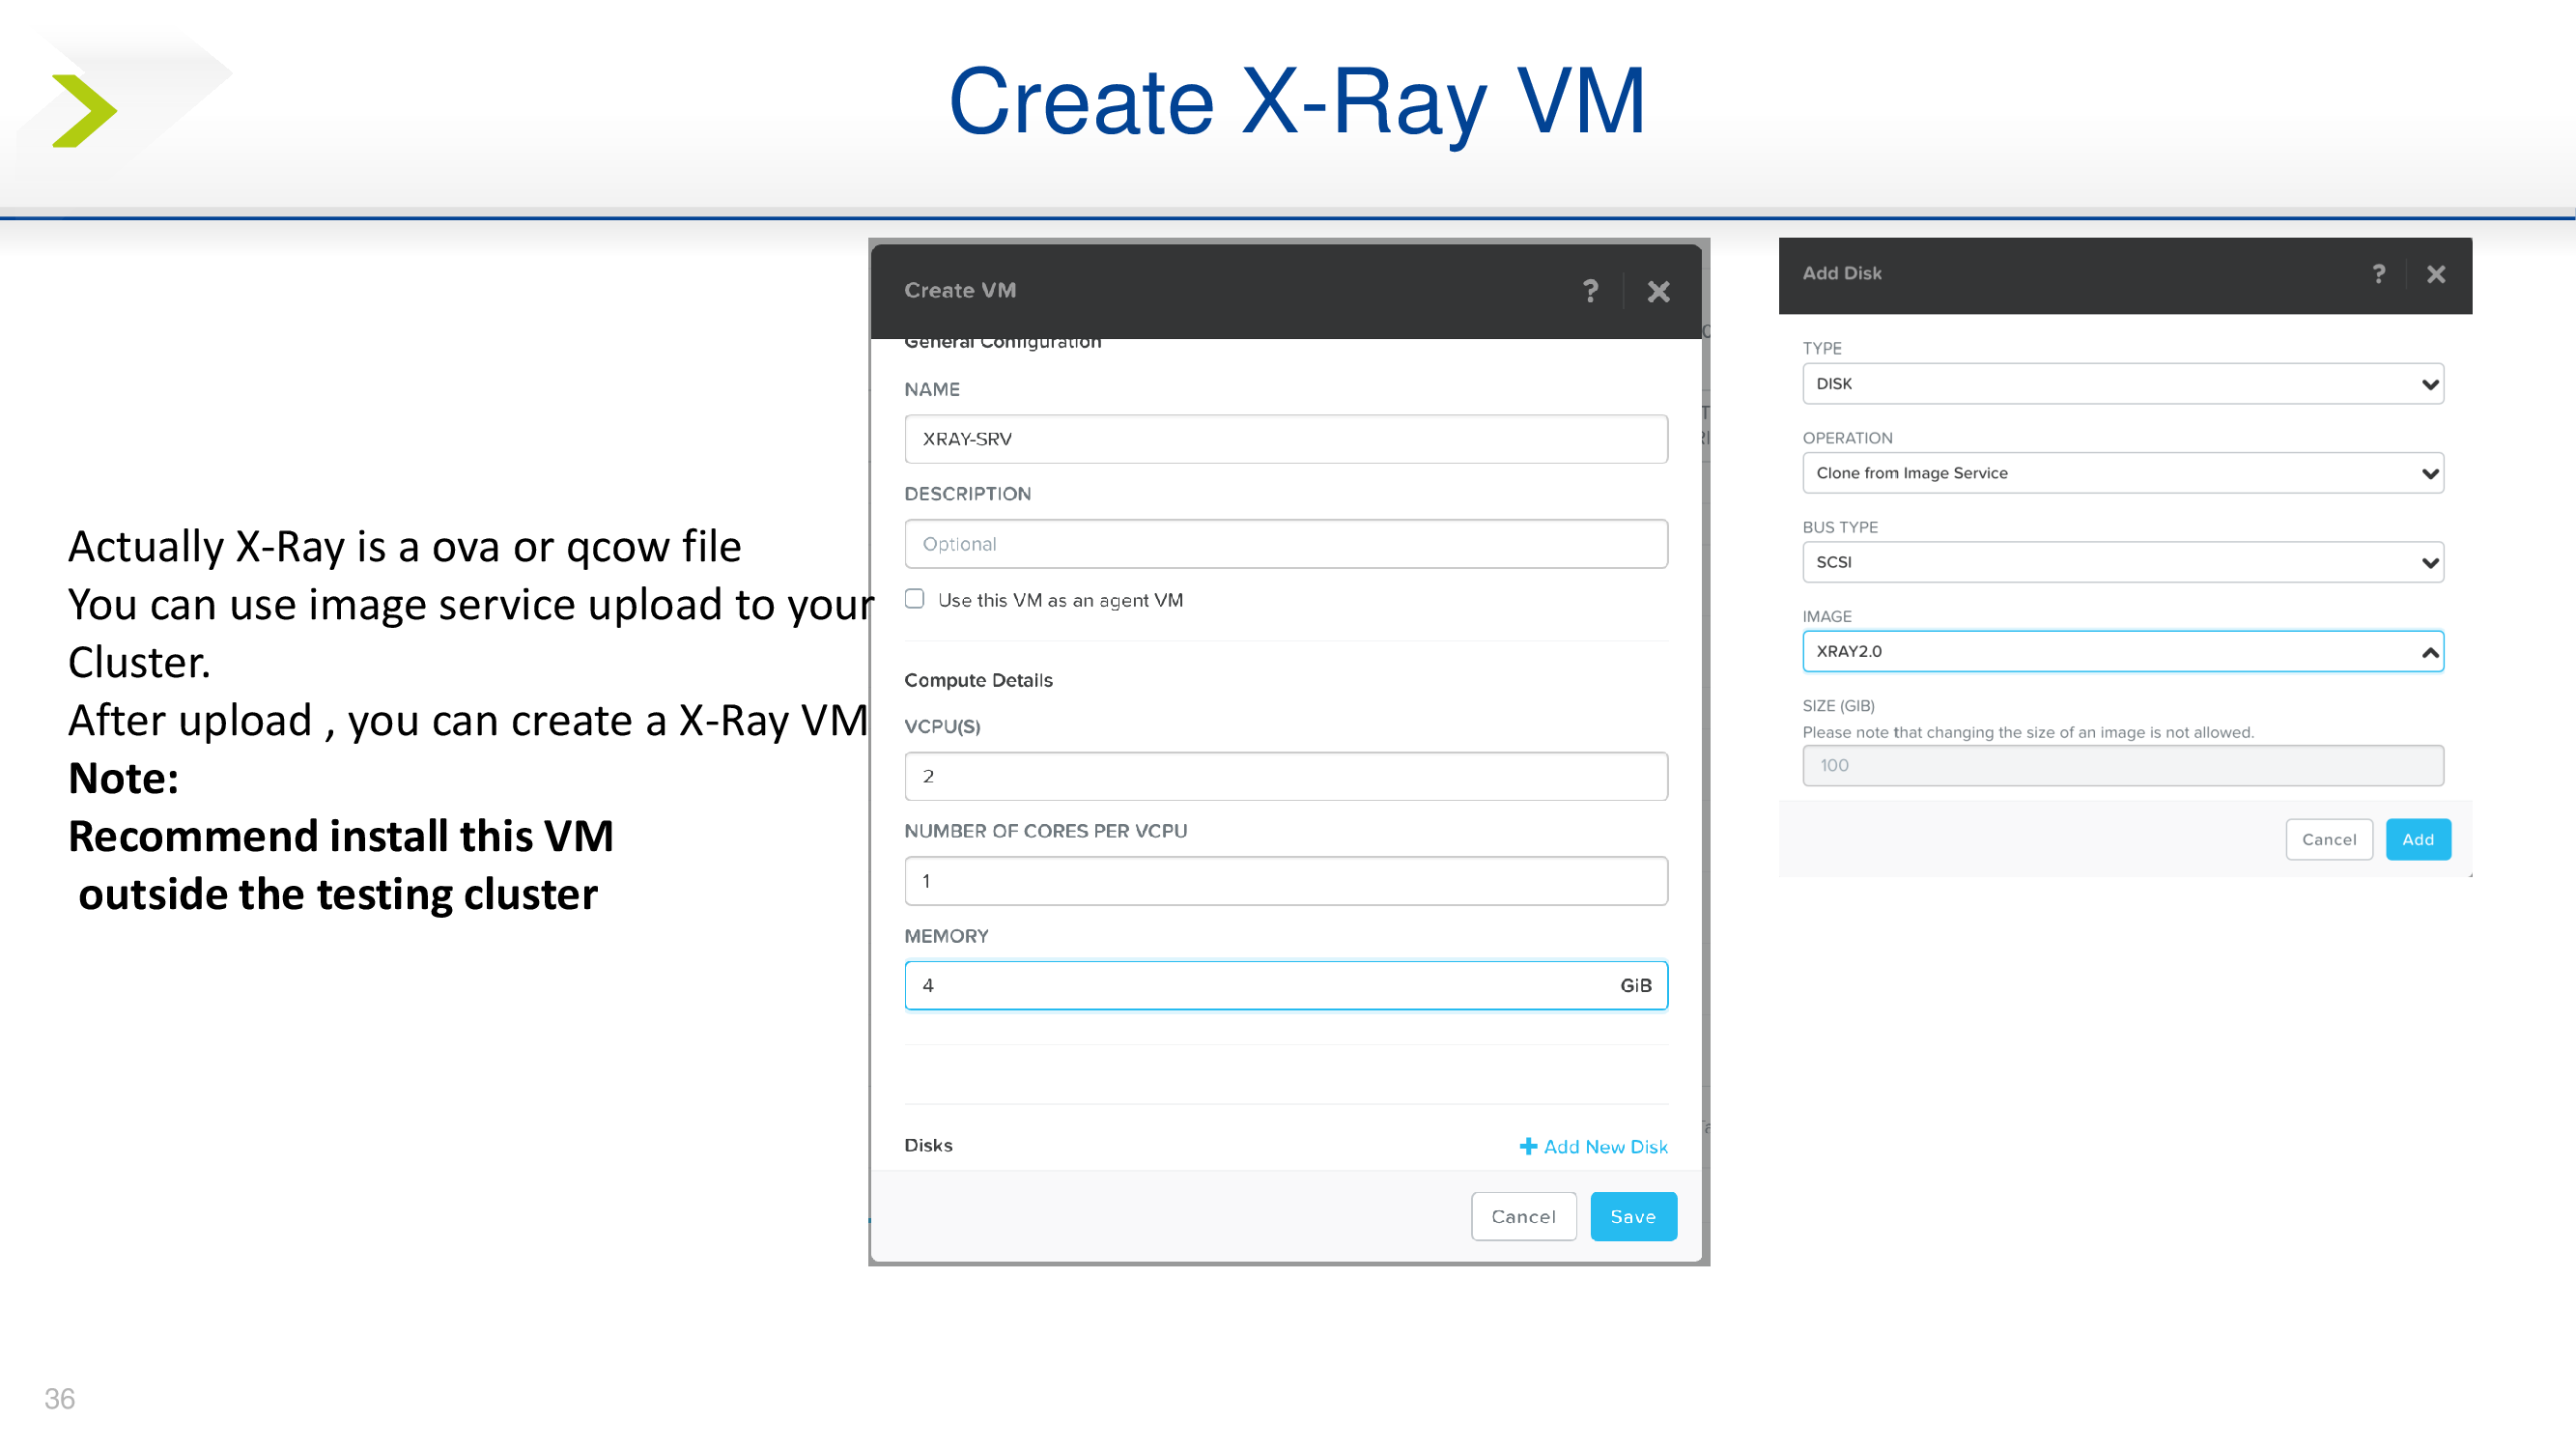 Create X-Ray VM
Actually X-Ray is a ova or qcow file
You can use image service upload to your
Cluster.
After upload , you can create a X-Ray VM
Note:
Recommend install this VM
outside the testing cluster
Create VM
?
General Configuration
NAME
XRAY-SRV
DESCRIPTION
Optional
Use this VM as an agent VM
Compute Details
VCPU(S)
2
NUMBER OF CORES PER VCPU
1
MEMORY
4 GiB
Disks
Add New Disk
Cancel Save
Add Disk
?
TYPE
DISK
OPERATION
Clone from Image Service
BUS TYPE
SCSI
IMAGE
XRAY2.0
SIZE (GIB)
Please note that changing the size of an image is not allowed.
100
Cancel Add
36